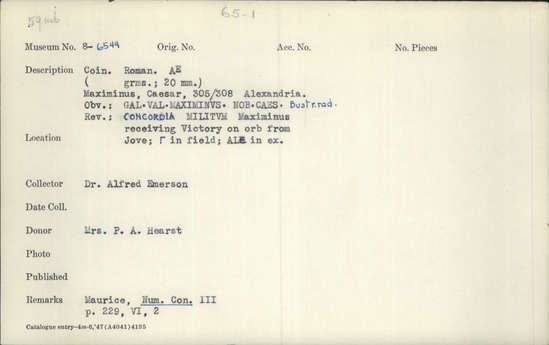 59mb 65-1
Museum No. 8-6544 Orig. No. Acc. No. No. Pieces
Description Coin. Roman. AE
( grms.; 20 mm.)
Maximinus, Caesar, 305/308 Alexandria.
Obv.; GAL·VAL·MAXIMINVS· NOB·CAES· Bust r. rad.
Rev.; CONCORDIA MILITVM Maximinus
receiving Victory on orb from
Location Jove; Γ in field; ALE in ex.
Collector Dr. Alfred Emerson
Date Coll.
Donor Mrs. P. A. Hearst
Photo
Published
Remarks Maurice, Num. Con. III
p. 229, VI, 2
Catalogue entry-4m-6,'47(A4041)4185